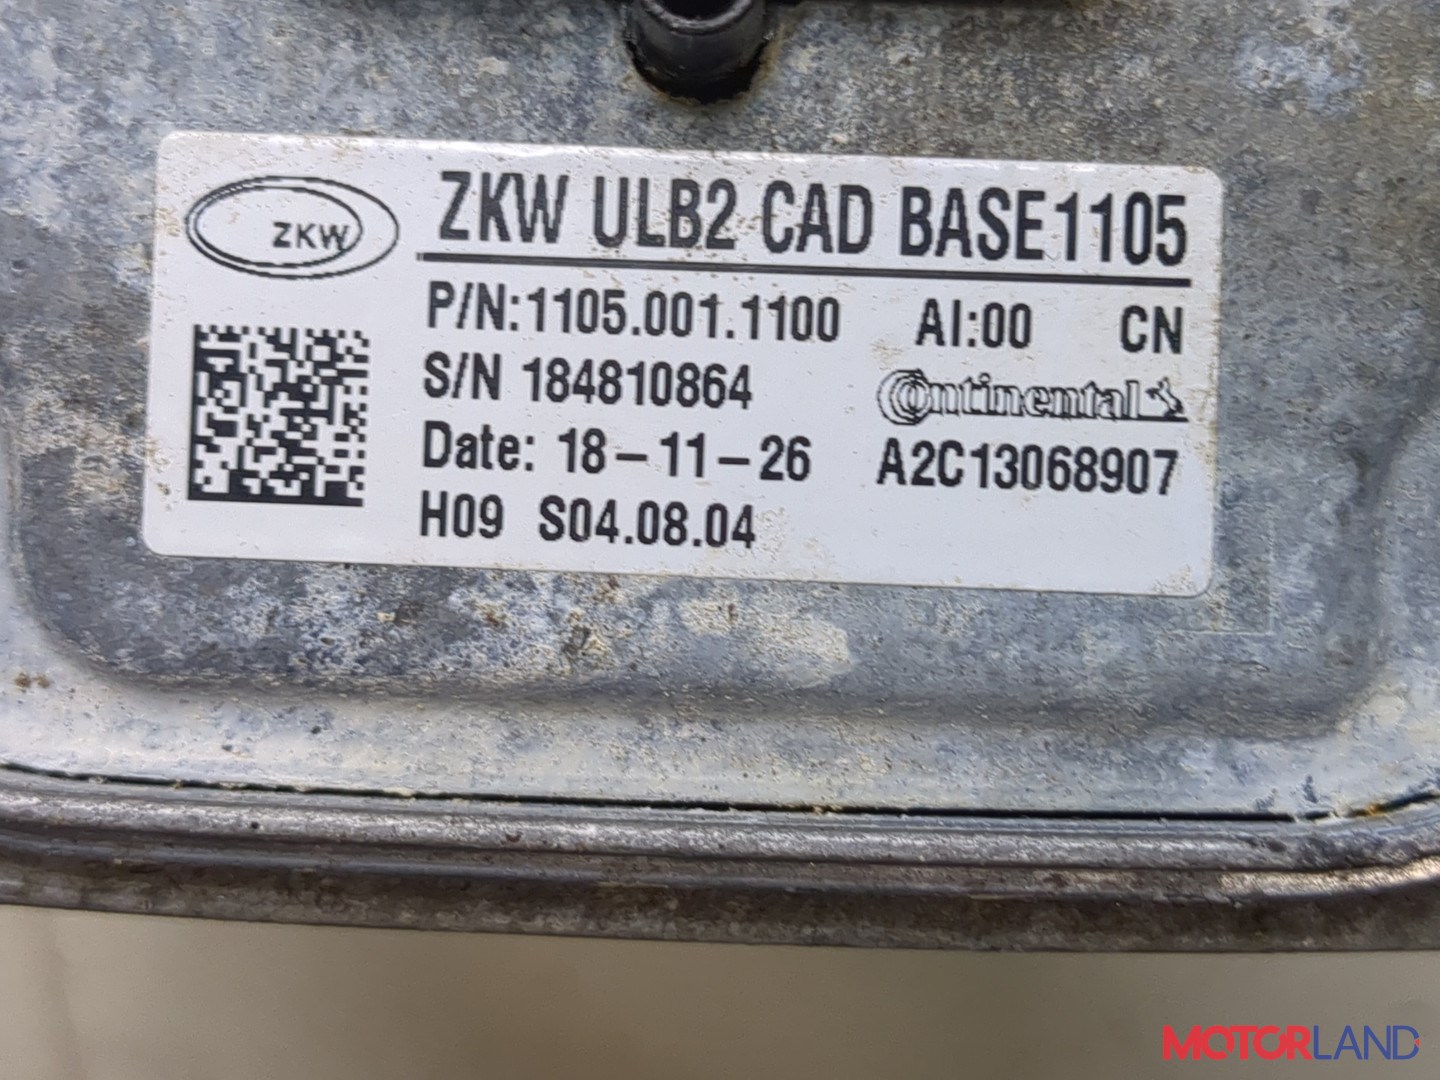 ZKW
ZKW ULB2 CAD BASE1105
P/N:1105.001.1100 AI:00 CN
S/N 184810864 Continental
Date: 18-11-26 A2C13068907
H09 S04.08.04
MOTORLAND